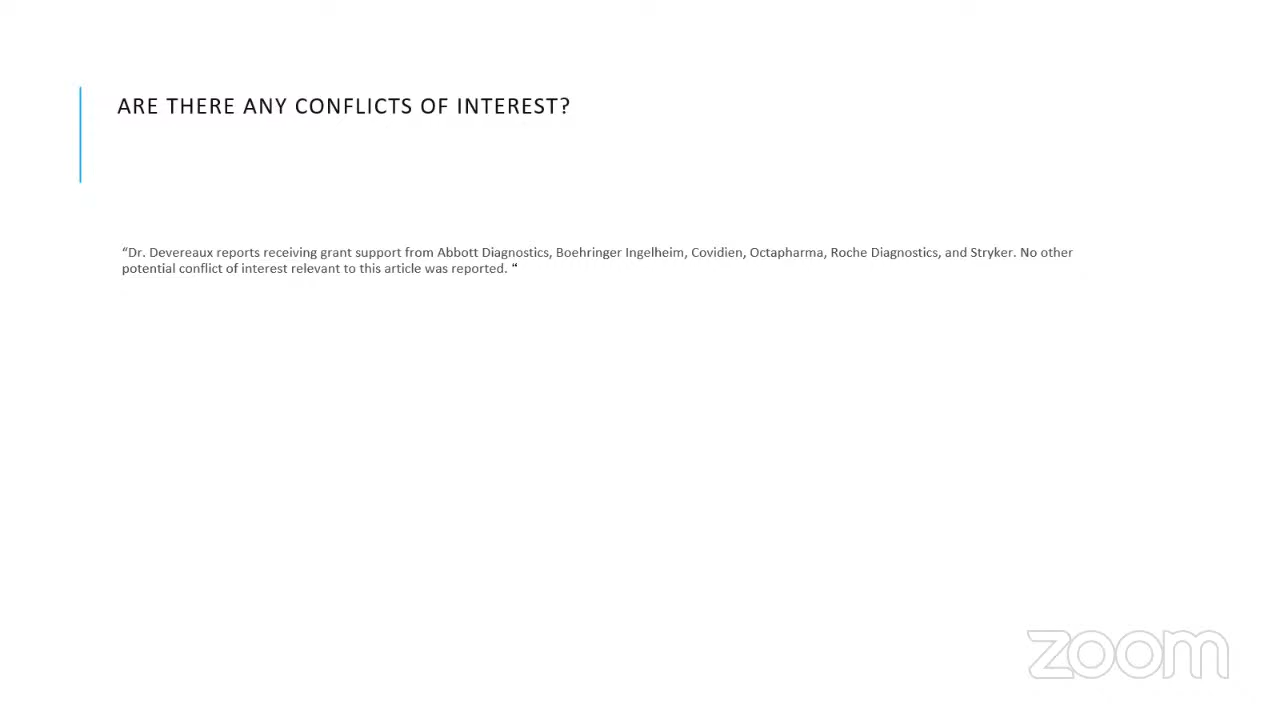 ARE THERE ANY CONFLICTS OF INTEREST?
“Dr. Devereaux reports receiving grant support from Abbott Diagnostics, Boehringer Ingelheim, Covidien, Octapharma, Roche Diagnostics, and Stryker. No other
potential conflict of interest relevant to this article was reported. “
zoom